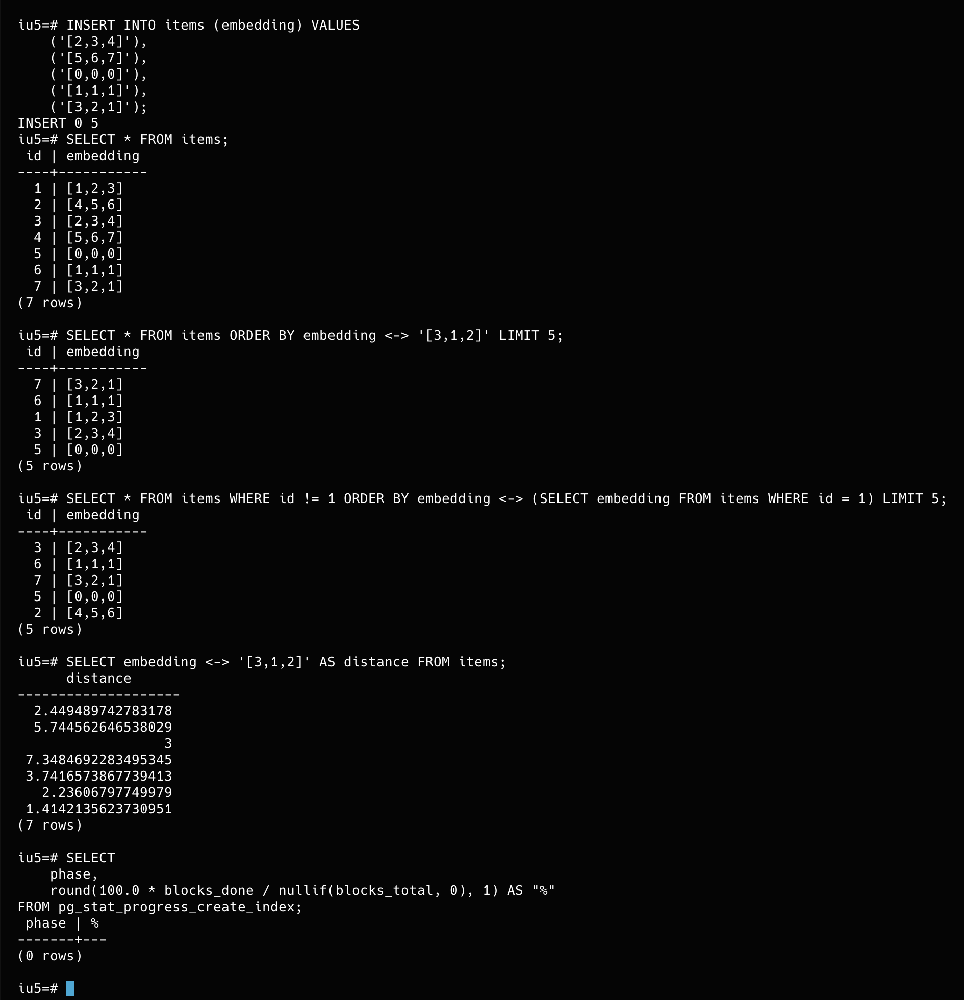 iu5=# INSERT INTO items (embedding) VALUES
    ('[2,3,4]'),
    ('[5,6,7]'),
    ('[0,0,0]'),
    ('[1,1,1]'),
    ('[3,2,1]');
INSERT 0 5
iu5=# SELECT * FROM items;
 id | embedding
----+-----------
  1 | [1,2,3]
  2 | [4,5,6]
  3 | [2,3,4]
  4 | [5,6,7]
  5 | [0,0,0]
  6 | [1,1,1]
  7 | [3,2,1]
(7 rows)

iu5=# SELECT * FROM items ORDER BY embedding <-> '[3,1,2]' LIMIT 5;
 id | embedding
----+-----------
  7 | [3,2,1]
  6 | [1,1,1]
  1 | [1,2,3]
  3 | [2,3,4]
  5 | [0,0,0]
(5 rows)

iu5=# SELECT * FROM items WHERE id != 1 ORDER BY embedding <-> (SELECT embedding FROM items WHERE id = 1) LIMIT 5;
 id | embedding
----+-----------
  3 | [2,3,4]
  6 | [1,1,1]
  7 | [3,2,1]
  5 | [0,0,0]
  2 | [4,5,6]
(5 rows)

iu5=# SELECT embedding <-> '[3,1,2]' AS distance FROM items;
      distance
--------------------
  2.449489742783178
  5.744562646538029
                  3
 7.3484692283495345
 3.7416573867739413
   2.23606797749979
 1.4142135623730951
(7 rows)

iu5=# SELECT
    phase,
    round(100.0 * blocks_done / nullif(blocks_total, 0), 1) AS "%"
FROM pg_stat_progress_create_index;
 phase | %
-------+---
(0 rows)

iu5=#